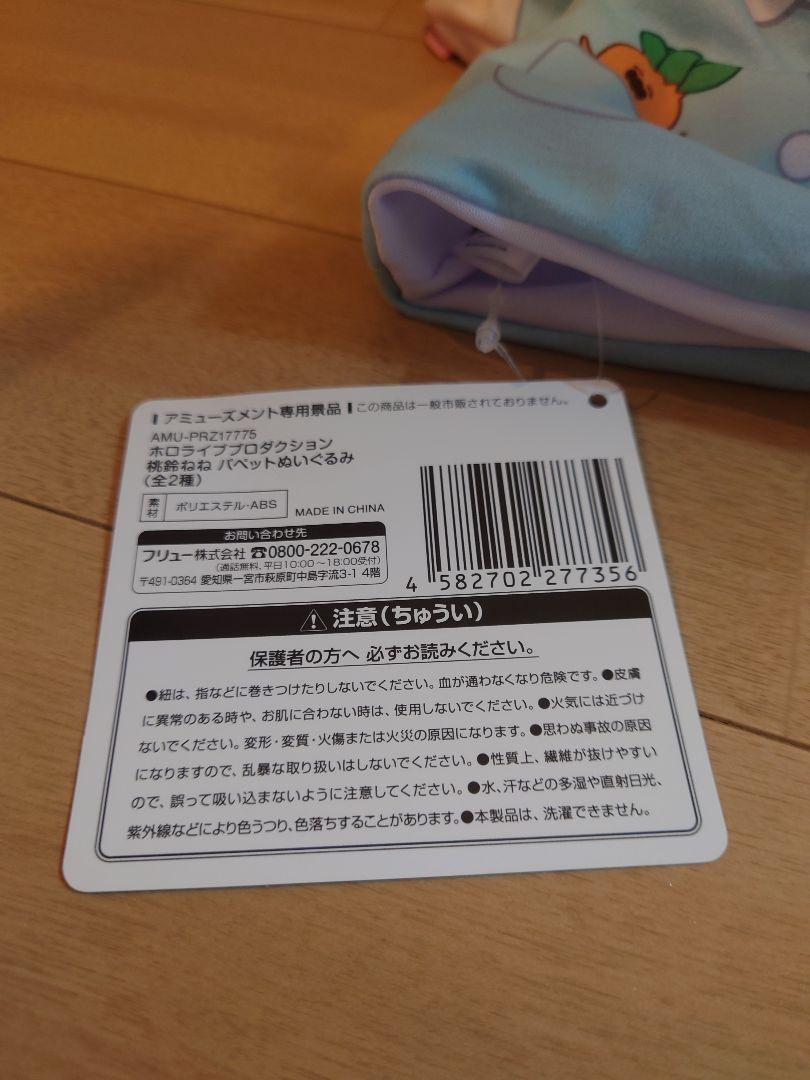 アミューズメント専用景品 この商品は一般市販されておりません。
AMU-PRZ17775
ホロライブプロダクション
桃鈴ねね パペットぬいぐるみ
(全2種)
素材 ポリエステル・ABS MADE IN CHINA
お問い合わせ先
フリュー株式会社 ☎0800-222-0678
(通話無料、平日10:00~18:00受付)
〒491-0364 愛知県一宮市萩原町中島字流3-1 4階
4 582702 277356
⚠ 注意(ちゅうい)
保護者の方へ 必ずお読みください。
●紐は、指などに巻きつけたりしないでください。血が通わなくなり危険です。●皮膚
に異常のある時や、お肌に合わない時は、使用しないでください。●火気には近づけ
ないでください。変形・変質・火傷または火災の原因になります。●思わぬ事故の原因
になりますので、乱暴な取り扱いはしないでください。●性質上、繊維が抜けやすい
ので、誤って吸い込まないように注意してください。●水、汗などの多湿や直射日光、
紫外線などにより色うつり、色落ちすることがあります。●本製品は、洗濯できません。